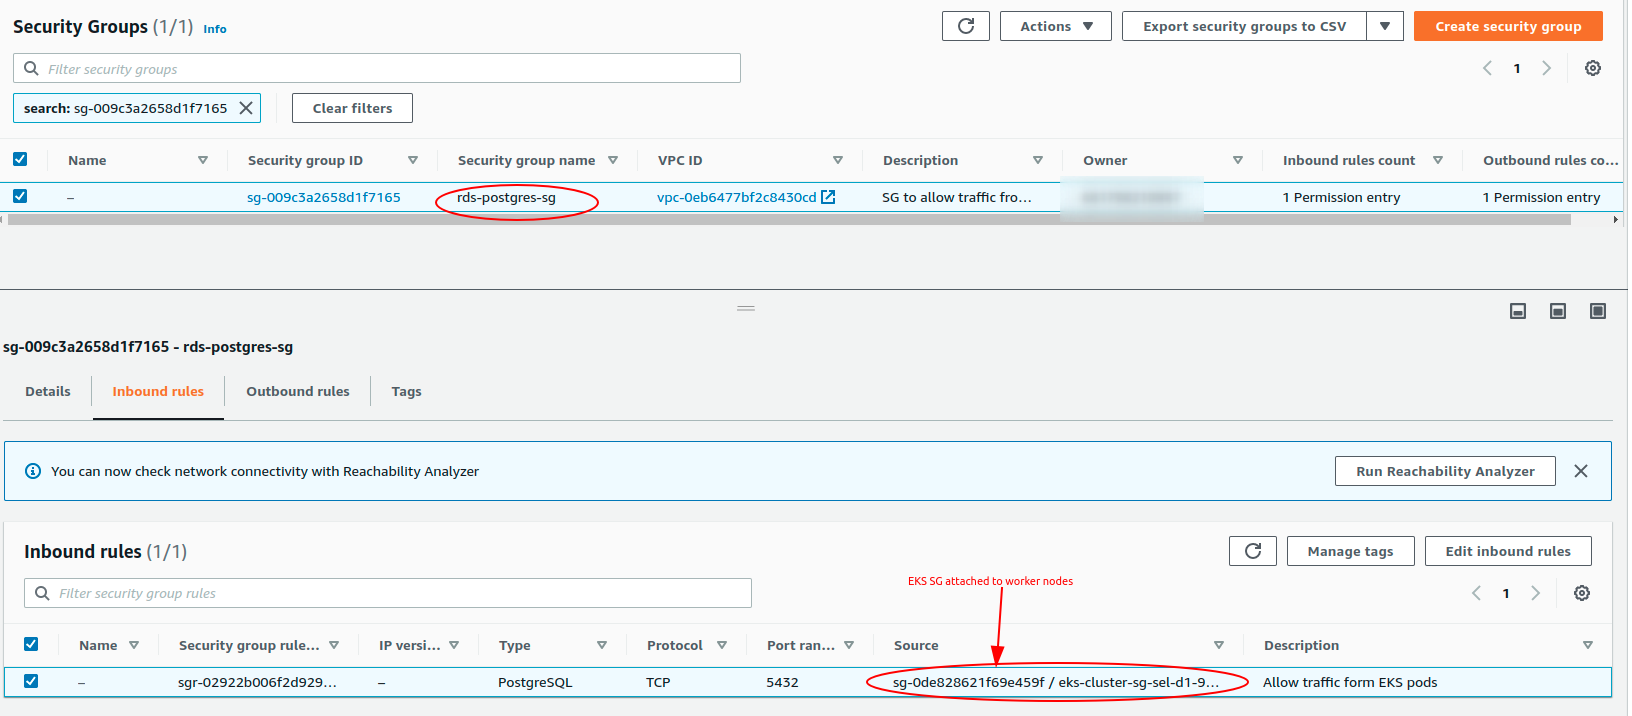 Security Groups (1/1) Info
Actions
Export security groups to CSV
Create security group
Filter security groups
1
search: sg-009c3a2658d1f7165
Clear filters
Name Security group ID Security group name VPC ID Description Owner Inbound rules count Outbound rules co...
– sg-009c3a2658d1f7165 rds-postgres-sg vpc-0eb6477bf2c8430cd SG to allow traffic fro... 1 Permission entry 1 Permission entry
sg-009c3a2658d1f7165 - rds-postgres-sg
Details Inbound rules Outbound rules Tags
You can now check network connectivity with Reachability Analyzer Run Reachability Analyzer
Inbound rules (1/1) Manage tags Edit inbound rules
EKS SG attached to worker nodes
Filter security group rules 1
Name Security group rule... IP versi... Type Protocol Port ran... Source Description
– sgr-02922b006f2d929... – PostgreSQL TCP 5432 sg-0de828621f69e459f / eks-cluster-sg-sel-d1-9... Allow traffic form EKS pods